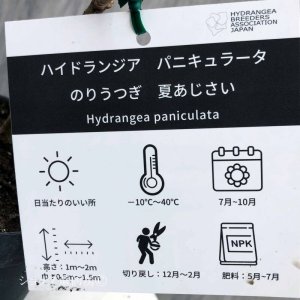 HYDRANGEA
BREEDERS
ASSOCIATION
JAPAN
ハイドランジア　パニキュラータ
のりうつぎ　夏あじさい
Hydrangea paniculata
日当たりのいい所
－10℃～40℃
7月～10月
高さ：1m～2m
巾：0.5m～1.5m
切り戻し：12月～2月
NPK
肥料：5月～7月